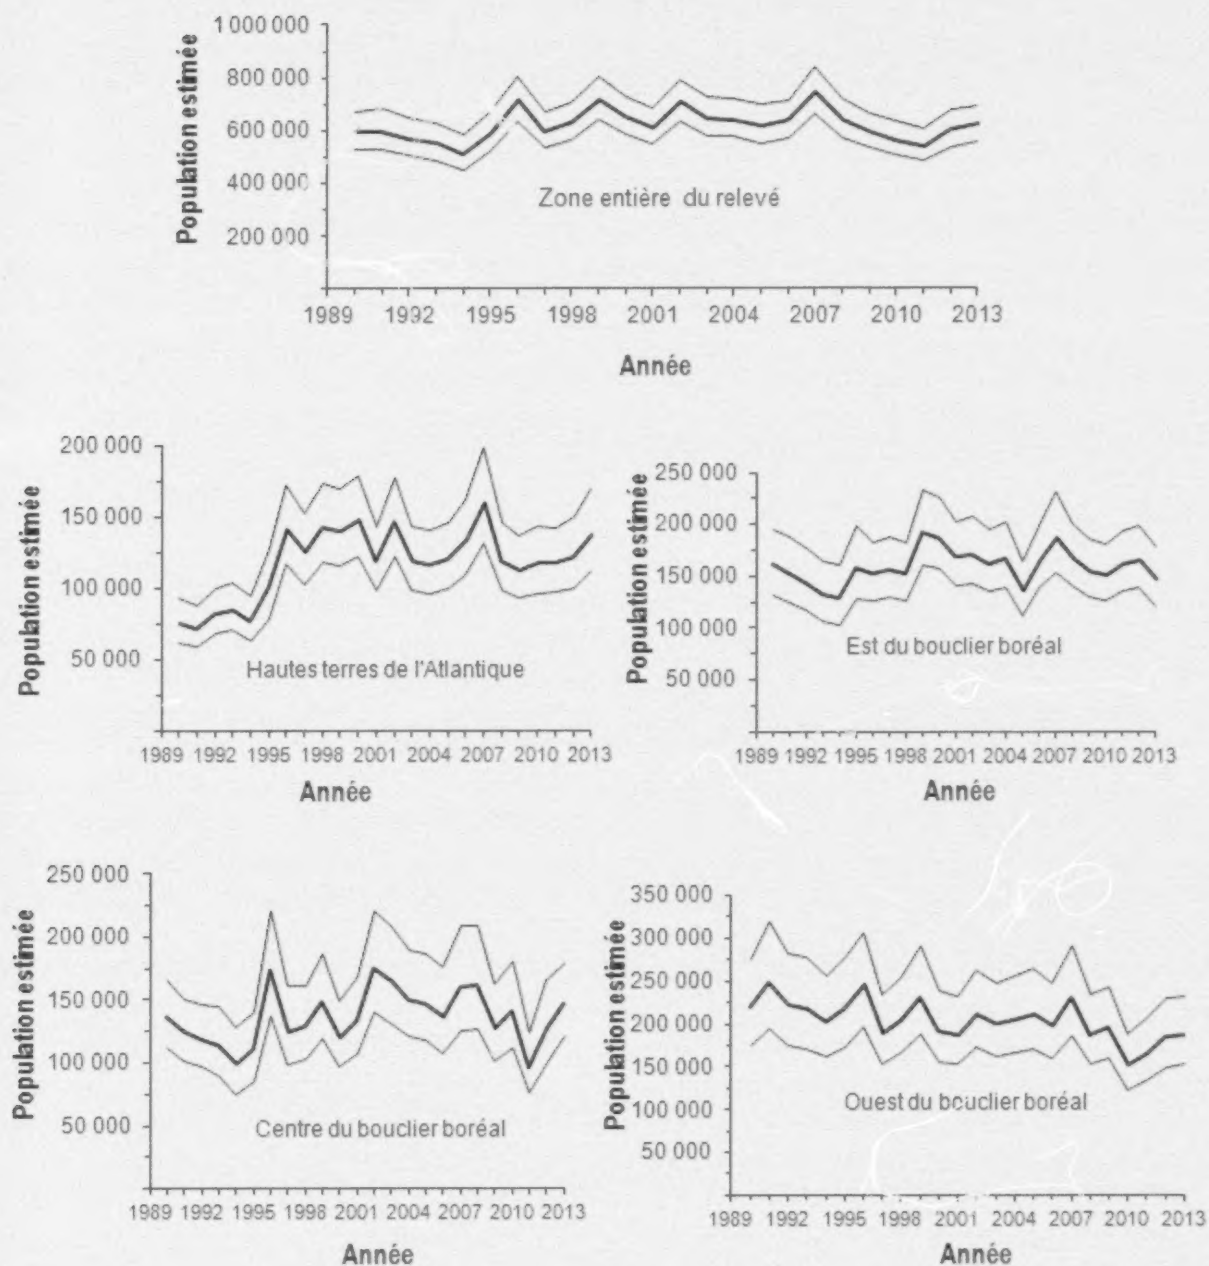 1 000 000
800 000
600 000
400 000
200 000
Population estimée
Zone entière du relevé
1989 1992 1995 1998 2001 2004 2007 2010 2013
Année
200 000
150 000
100 000
50 000
Population estimée
Hautes terres de l'Atlantique
1989 1992 1995 1998 2001 2004 2007 2010 2013
Année
250 000
200 000
150 000
100 000
50 000
Population estimée
Est du bouclier boréal
1989 1992 1995 1998 2001 2004 2007 2010 2013
Année
250 000
200 000
150 000
100 000
50 000
Population estimée
Centre du bouclier boréal
1989 1992 1995 1998 2001 2004 2007 2010 2013
Année
350 000
300 000
250 000
200 000
150 000
100 000
50 000
Population estimée
Ouest du bouclier boréal
1989 1992 1995 1998 2001 2004 2007 2010 2013
Année